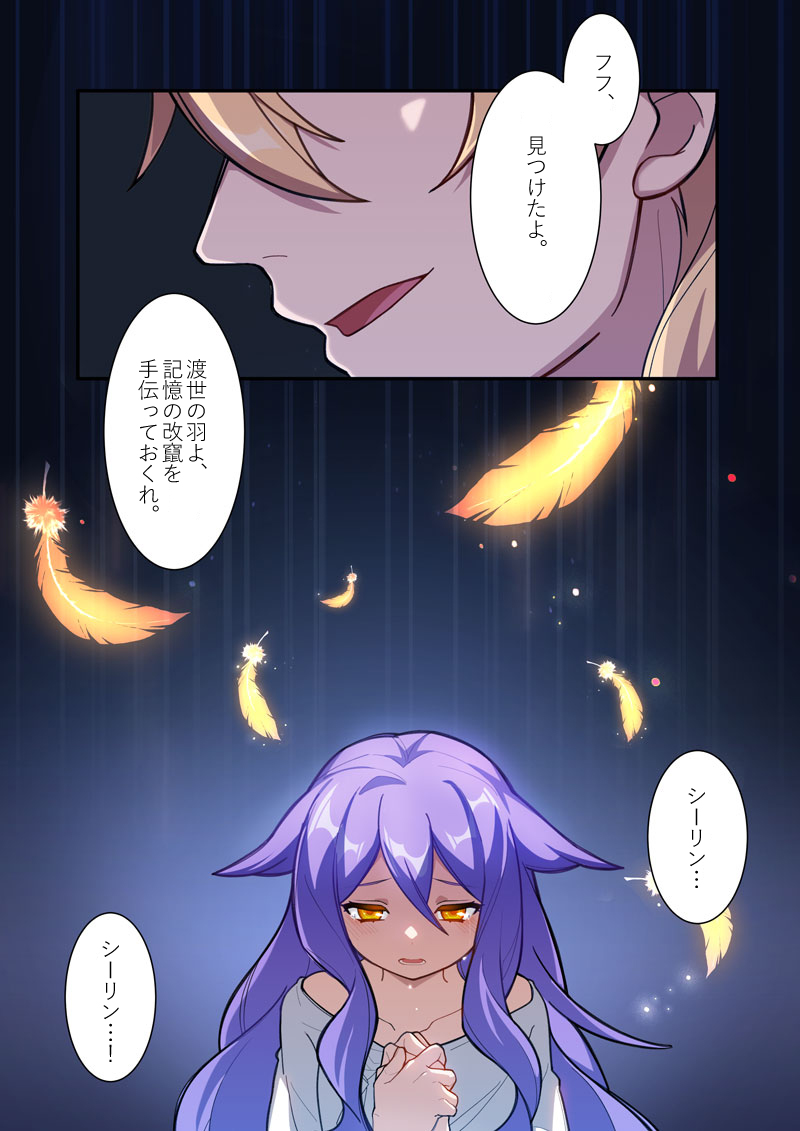 フフ、
見つけたよ。
渡世の羽よ、
記憶の改竄を
手伝っておくれ。
シーリン…
シーリン…！